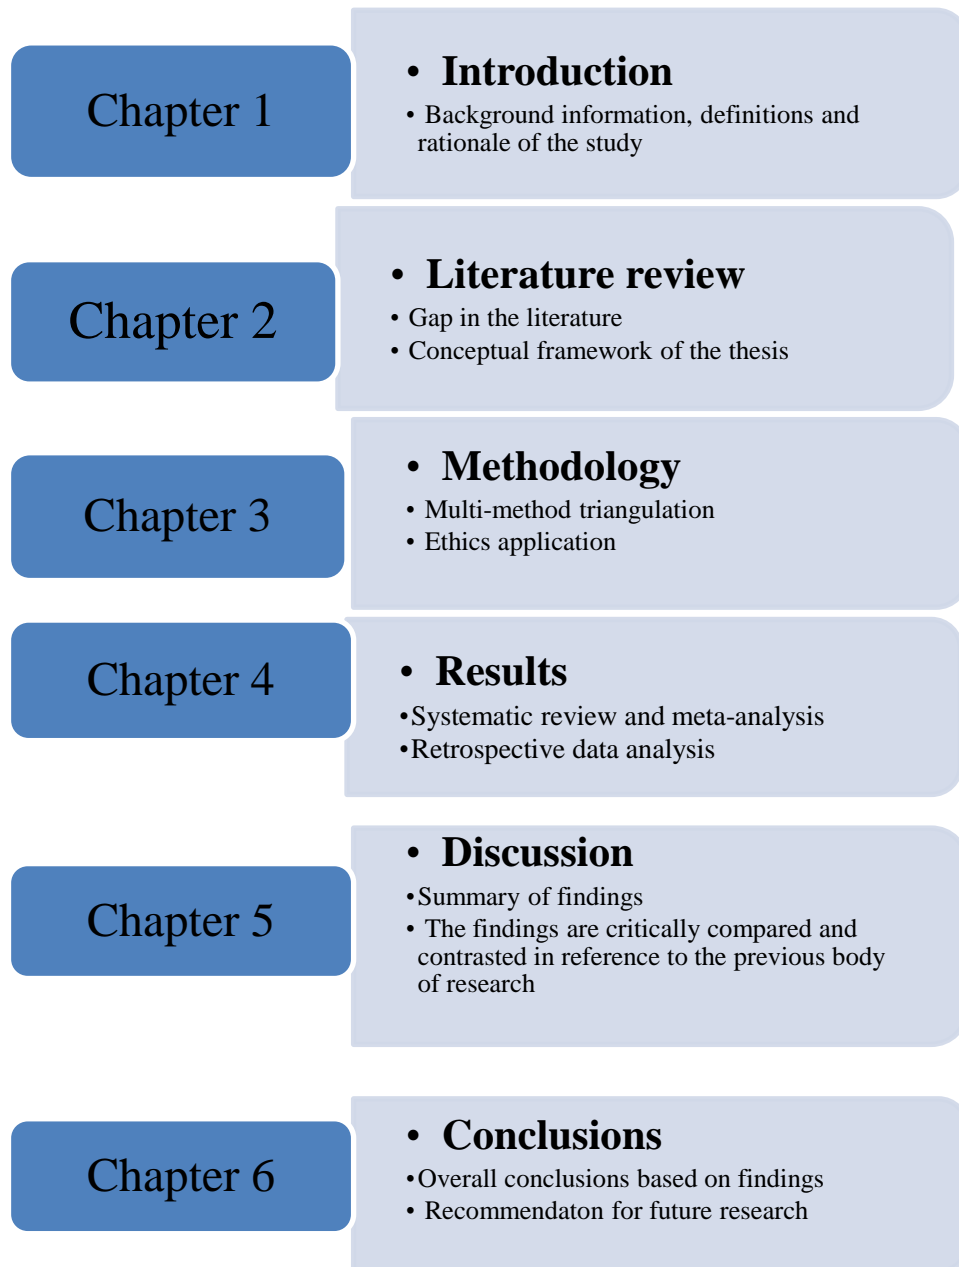 Chapter 1
• Introduction
• Background information, definitions and
rationale of the study
Chapter 2
• Literature review
• Gap in the literature
• Conceptual framework of the thesis
Chapter 3
• Methodology
• Multi-method triangulation
• Ethics application
Chapter 4
• Results
•Systematic review and meta-analysis
•Retrospective data analysis
Chapter 5
• Discussion
•Summary of findings
• The findings are critically compared and
contrasted in reference to the previous body
of research
Chapter 6
• Conclusions
•Overall conclusions based on findings
• Recommendaton for future research